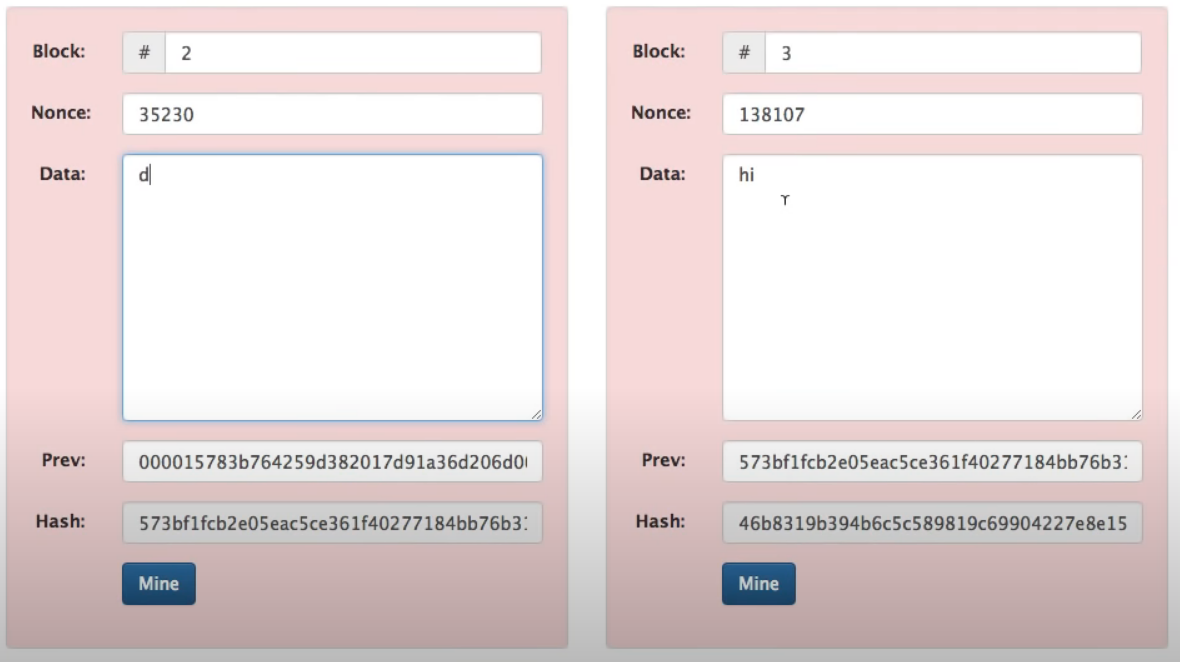 Block: # 2
Nonce: 35230
Data: d
Prev: 000015783b764259d382017d91a36d206d0
Hash: 573bf1fcb2e05eac5ce361f40277184bb76b3
Mine
Block: # 3
Nonce: 138107
Data: hi
Prev: 573bf1fcb2e05eac5ce361f40277184bb76b3
Hash: 46b8319b394b6c5c589819c69904227e8e15
Mine